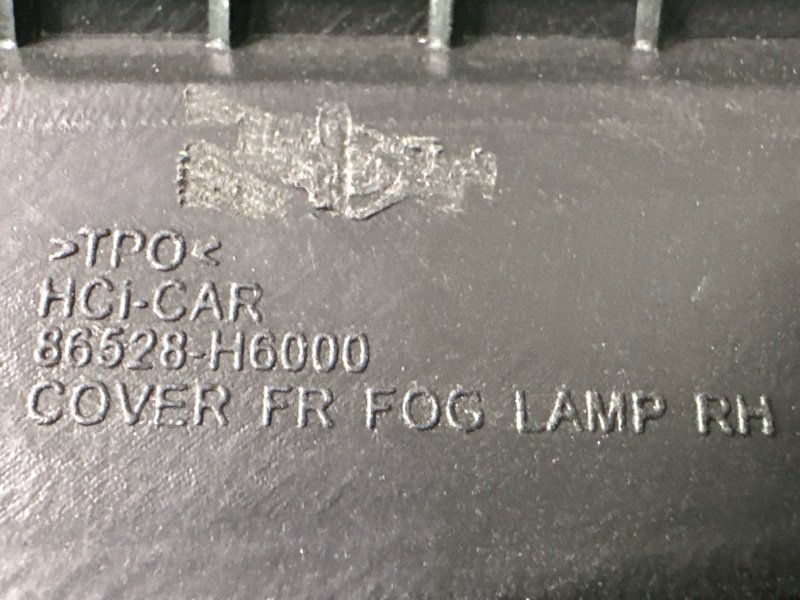 >TPO<
HCi-CAR
86528-H6000
COVER FR FOG LAMP RH